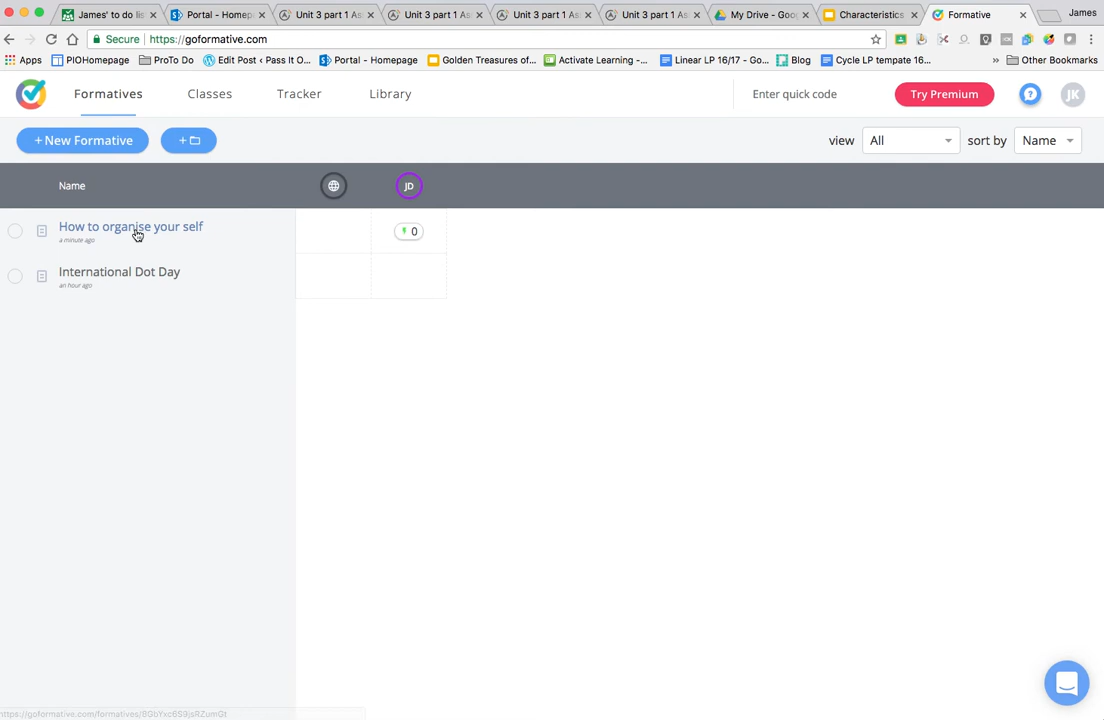 James' to do lis
Portal - Homep
Unit 3 part 1 As
Unit 3 part 1 As
Unit 3 part 1 As
Unit 3 part 1 As
My Drive - Goo
Characteristics
Formative
James
Secure
https://goformative.com
Apps
PIOHomepage
ProTo Do
Edit Post ‹ Pass It O...
Portal - Homepage
Golden Treasures of...
Activate Learning -...
Linear LP 16/17 - Go...
Blog
Cycle LP tempate 16...
»
Other Bookmarks
Formatives
Classes
Tracker
Library
Enter quick code
Try Premium
?
JK
+ New Formative
+
view
All
sort by
Name
Name
JD
How to organise your self
a minute ago
0
International Dot Day
an hour ago
https://goformative.com/formatives/8GbYxc6S9jsRZumGt